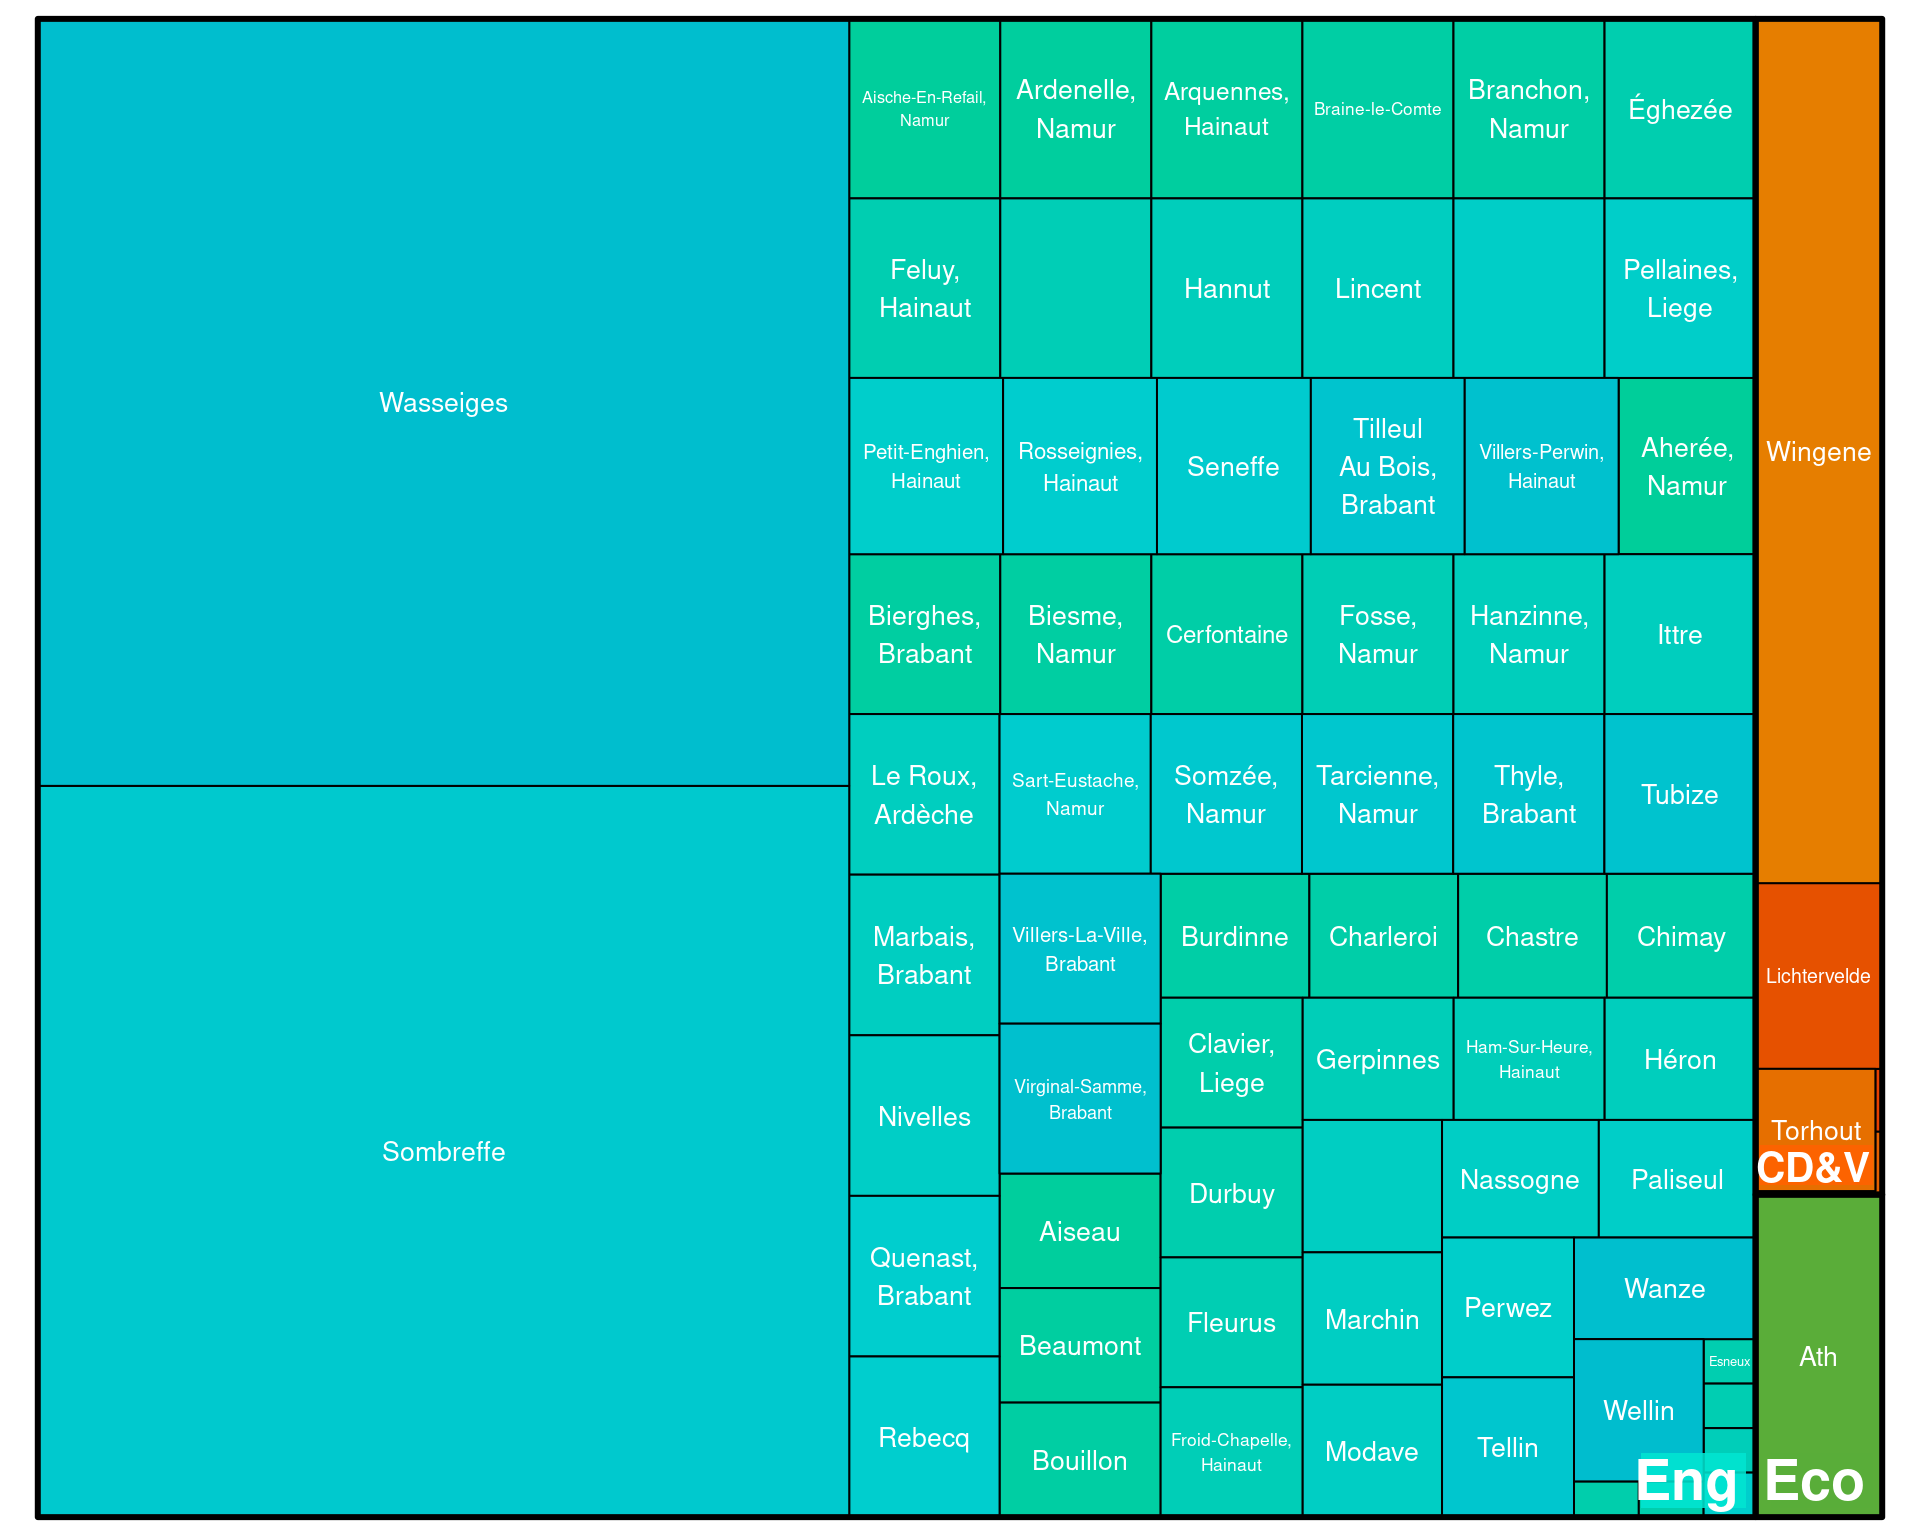 Wasseiges
Sombreffe
Aische-En-Refail,
Namur
Ardenelle,
Namur
Arquennes,
Hainaut
Braine-le-Comte
Branchon,
Namur
Éghezée
Feluy,
Hainaut
Hannut
Lincent
Pellaines,
Liege
Petit-Enghien,
Hainaut
Rosseignies,
Hainaut
Seneffe
Tilleul
Au Bois,
Brabant
Villers-Perwin,
Hainaut
Aherée,
Namur
Bierghes,
Brabant
Biesme,
Namur
Cerfontaine
Fosse,
Namur
Hanzinne,
Namur
Ittre
Le Roux,
Ardèche
Sart-Eustache,
Namur
Somzée,
Namur
Tarcienne,
Namur
Thyle,
Brabant
Tubize
Marbais,
Brabant
Nivelles
Quenast,
Brabant
Rebecq
Villers-La-Ville,
Brabant
Virginal-Samme,
Brabant
Aiseau
Beaumont
Bouillon
Burdinne
Charleroi
Chastre
Chimay
Clavier,
Liege
Durbuy
Fleurus
Froid-Chapelle,
Hainaut
Gerpinnes
Ham-Sur-Heure,
Hainaut
Héron
Marchin
Modave
Nassogne
Paliseul
Perwez
Tellin
Wanze
Wellin
Esneux
Eng
Wingene
Lichtervelde
Torhout
CD&V
Ath
Eco